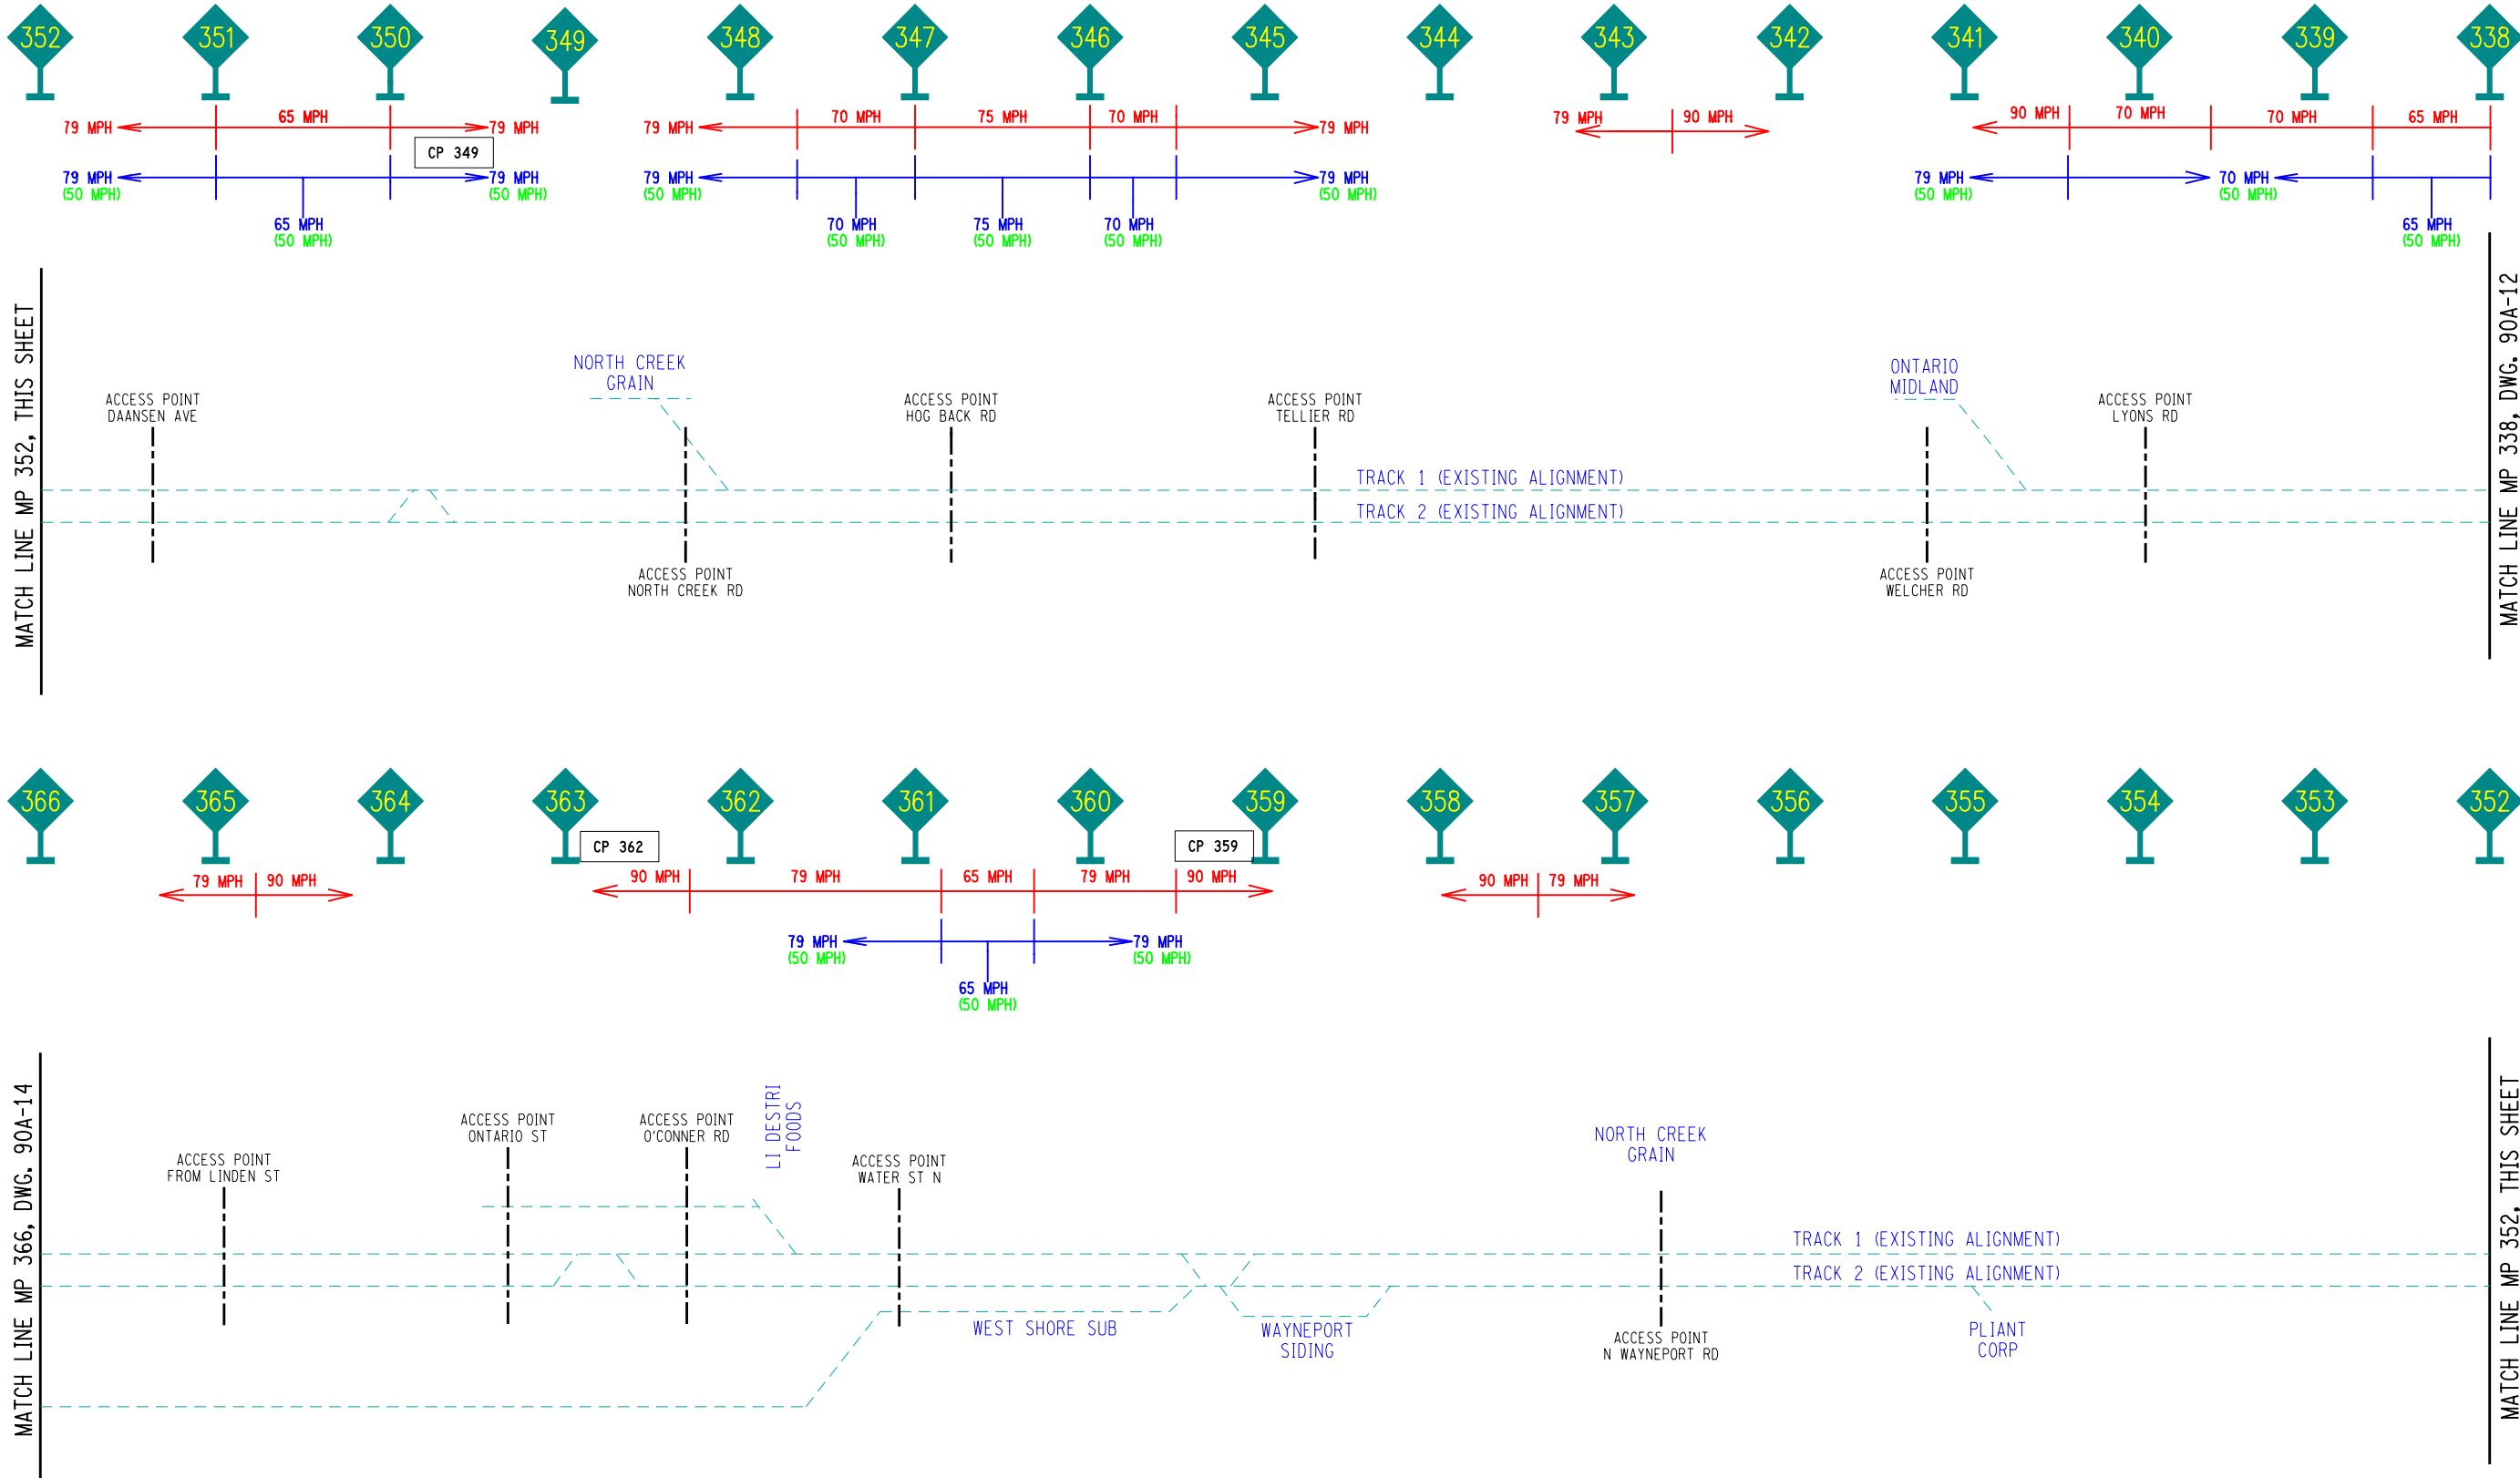 352 351 350 349 348 347 346 345 344 343 342 341 340 339 338
79 MPH 65 MPH 79 MPH 79 MPH 70 MPH 75 MPH 70 MPH 79 MPH 79 MPH 90 MPH 90 MPH 70 MPH 70 MPH 65 MPH
CP 349
79 MPH 79 MPH 79 MPH 79 MPH 79 MPH 70 MPH
(50 MPH) (50 MPH) (50 MPH) (50 MPH) (50 MPH) (50 MPH)
65 MPH 70 MPH 75 MPH 70 MPH 65 MPH
(50 MPH) (50 MPH) (50 MPH) (50 MPH) (50 MPH)
MATCH LINE MP 352, THIS SHEET
MATCH LINE MP 338, DWG. 90A-12
NORTH CREEK
GRAIN
ONTARIO
MIDLAND
ACCESS POINT
DAANSEN AVE
ACCESS POINT
HOG BACK RD
ACCESS POINT
TELLIER RD
ACCESS POINT
LYONS RD
TRACK 1 (EXISTING ALIGNMENT)
TRACK 2 (EXISTING ALIGNMENT)
ACCESS POINT
NORTH CREEK RD
ACCESS POINT
WELCHER RD
366 365 364 363 362 361 360 359 358 357 356 355 354 353 352
CP 362
CP 359
79 MPH 90 MPH 90 MPH 79 MPH 65 MPH 79 MPH 90 MPH 90 MPH 79 MPH
79 MPH 79 MPH
(50 MPH) (50 MPH)
65 MPH
(50 MPH)
MATCH LINE MP 366, DWG. 90A-14
MATCH LINE MP 352, THIS SHEET
LI DESTRI
FOODS
ACCESS POINT
FROM LINDEN ST
ACCESS POINT
ONTARIO ST
ACCESS POINT
O'CONNER RD
ACCESS POINT
WATER ST N
NORTH CREEK
GRAIN
TRACK 1 (EXISTING ALIGNMENT)
TRACK 2 (EXISTING ALIGNMENT)
WEST SHORE SUB
WAYNEPORT
SIDING
ACCESS POINT
N WAYNEPORT RD
PLIANT
CORP